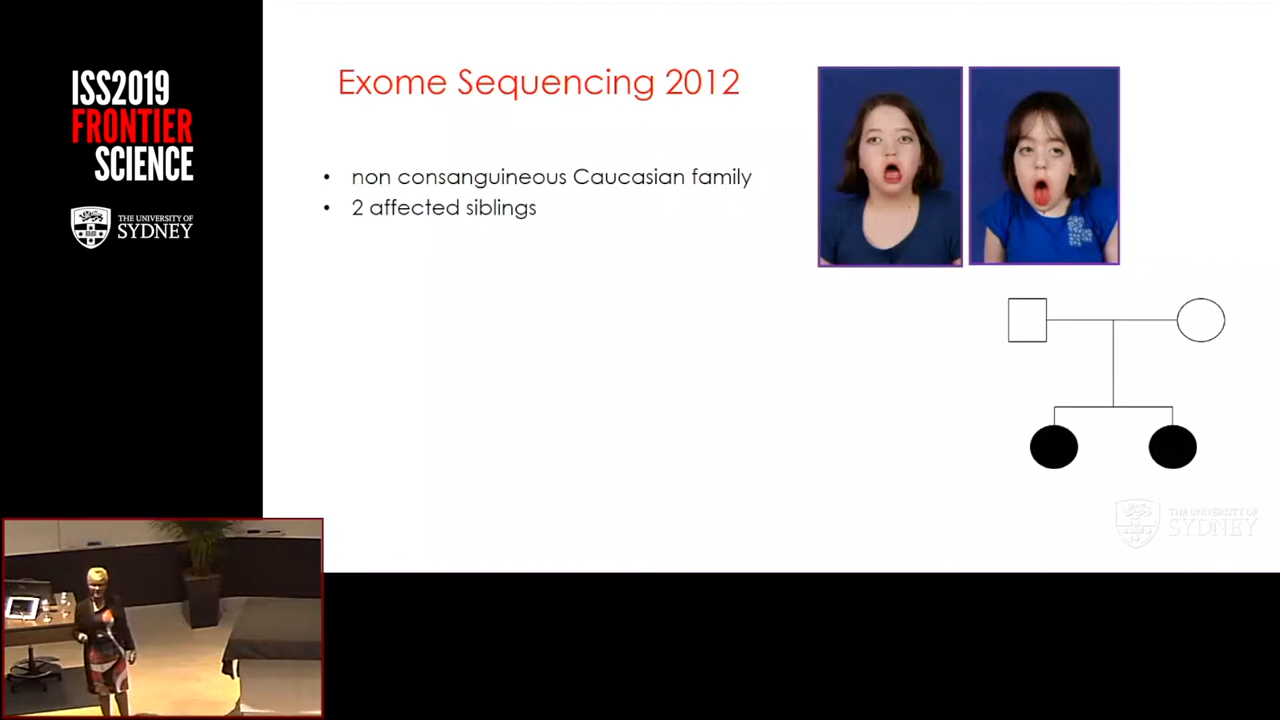 ISS2019
FRONTIER
SCIENCE
THE UNIVERSITY OF
SYDNEY
Exome Sequencing 2012
• non consanguineous Caucasian family
• 2 affected siblings
THE UNIVERSITY OF
SYDNEY